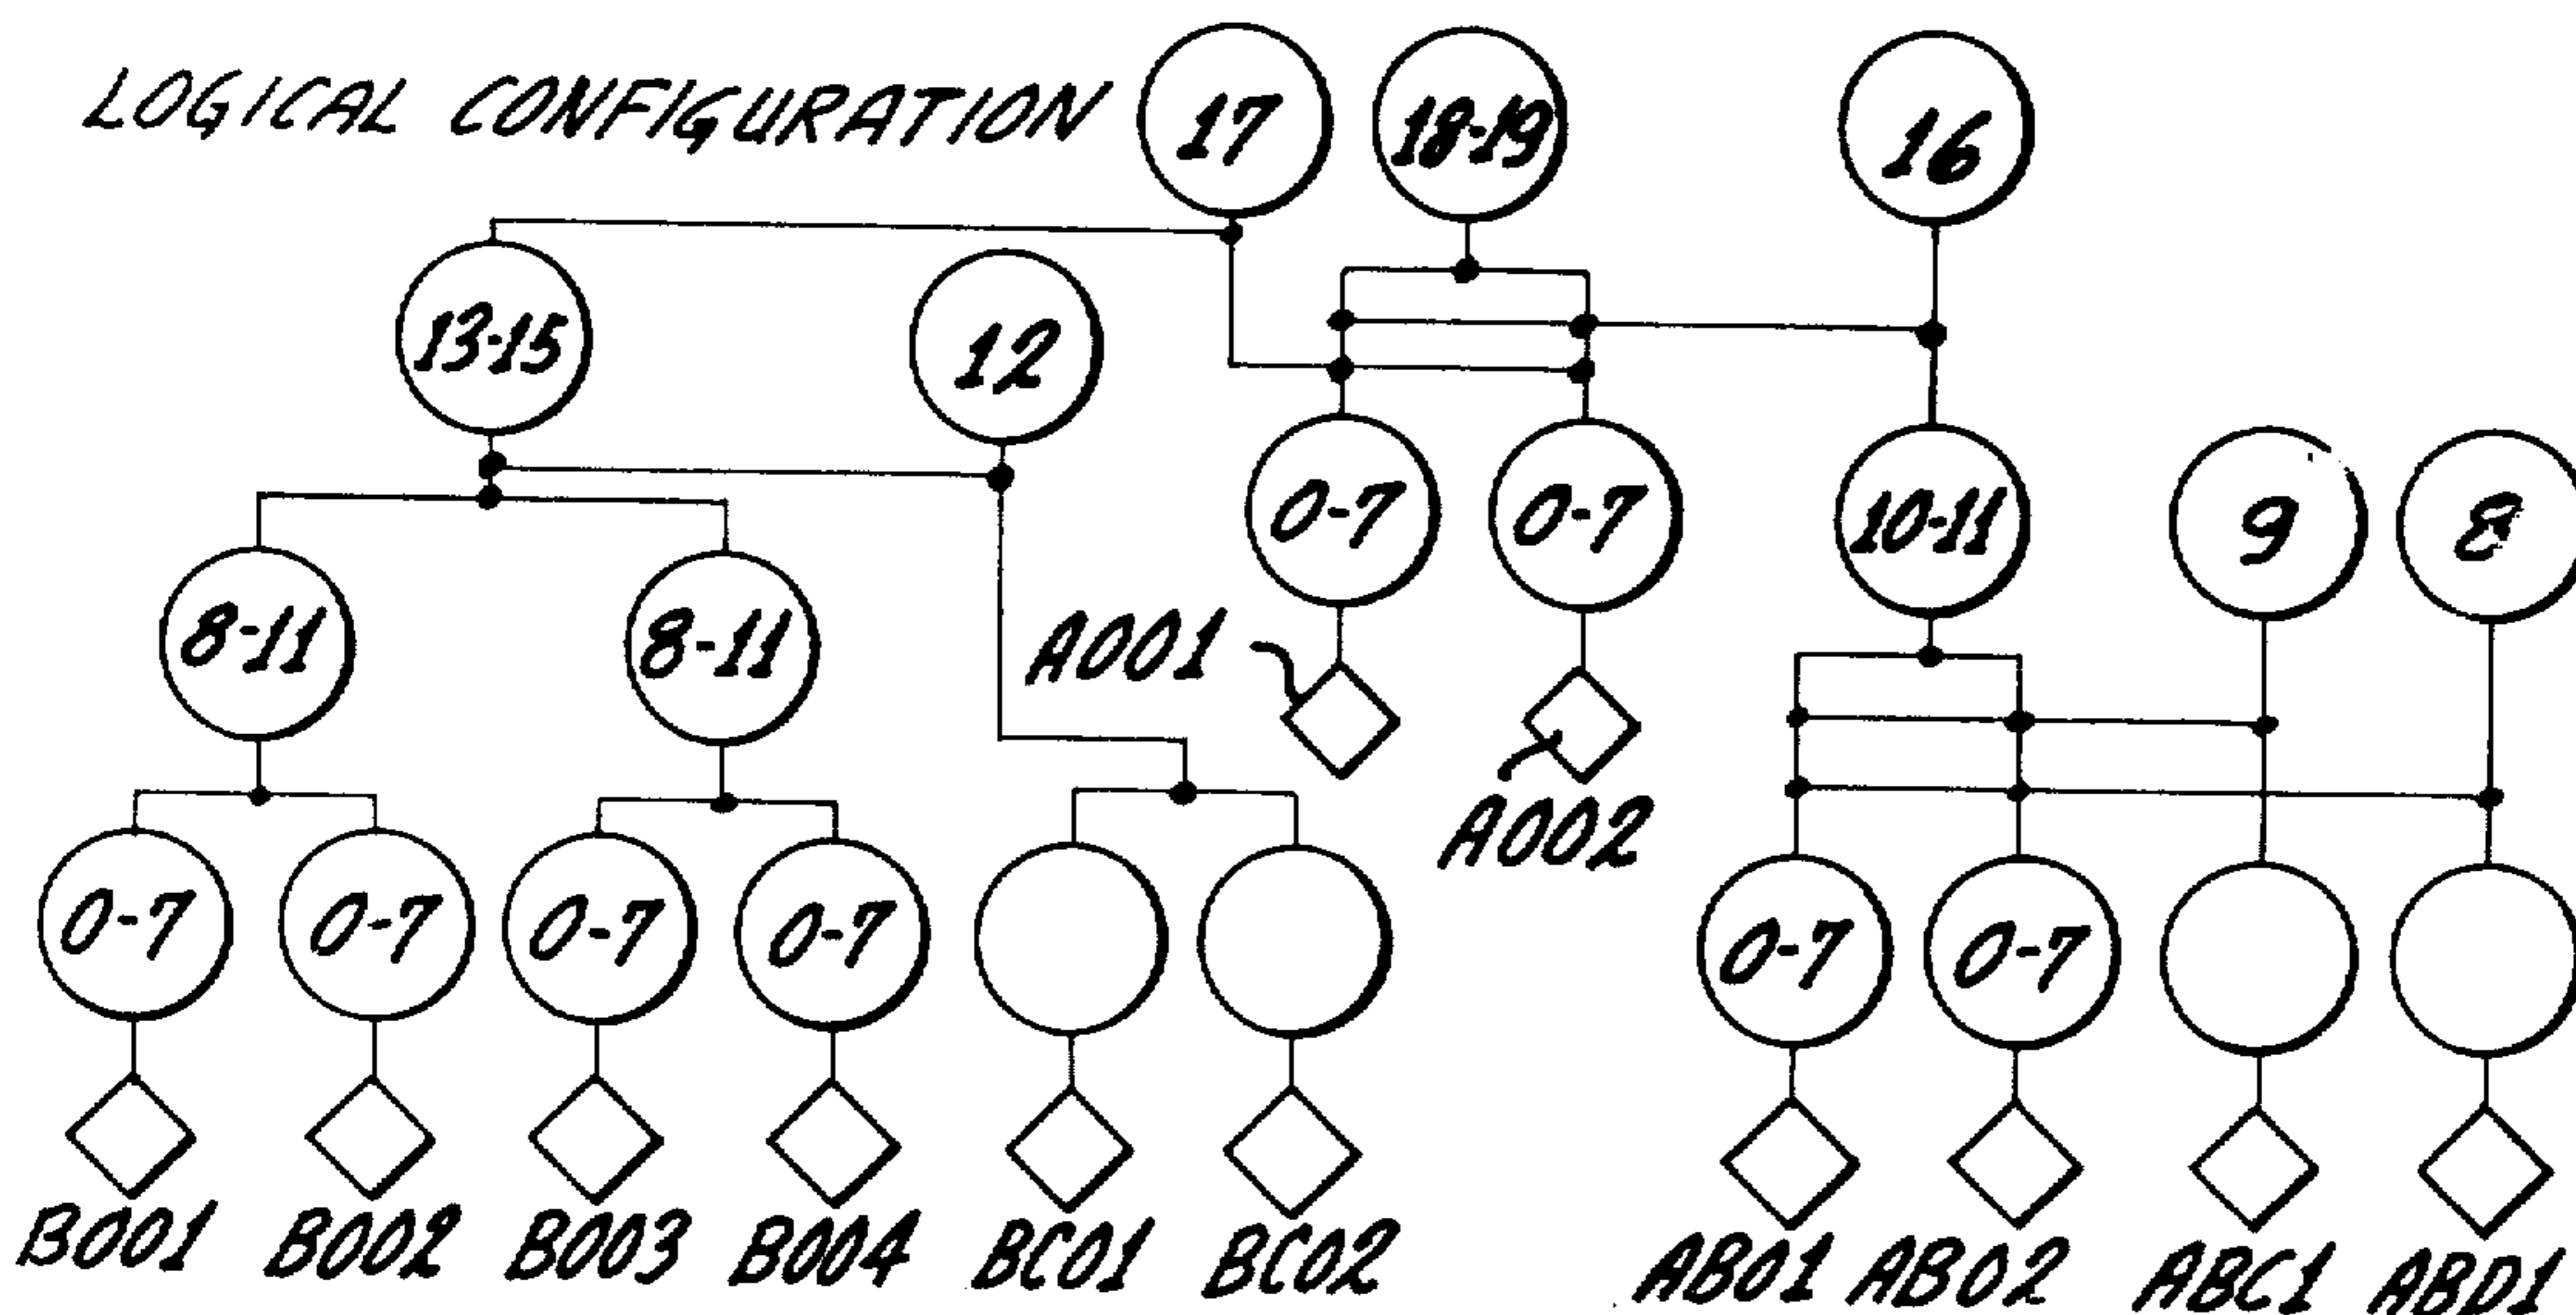 LOGICAL CONFIGURATION
17
18-19
16
13-15
12
0-7
0-7
10-11
9
8
8-11
8-11
A001
A002
0-7
0-7
0-7
0-7
0-7
0-7
B001
B002
B003
B004
BC01
BC02
AB01
AB02
ABC1
ABD1